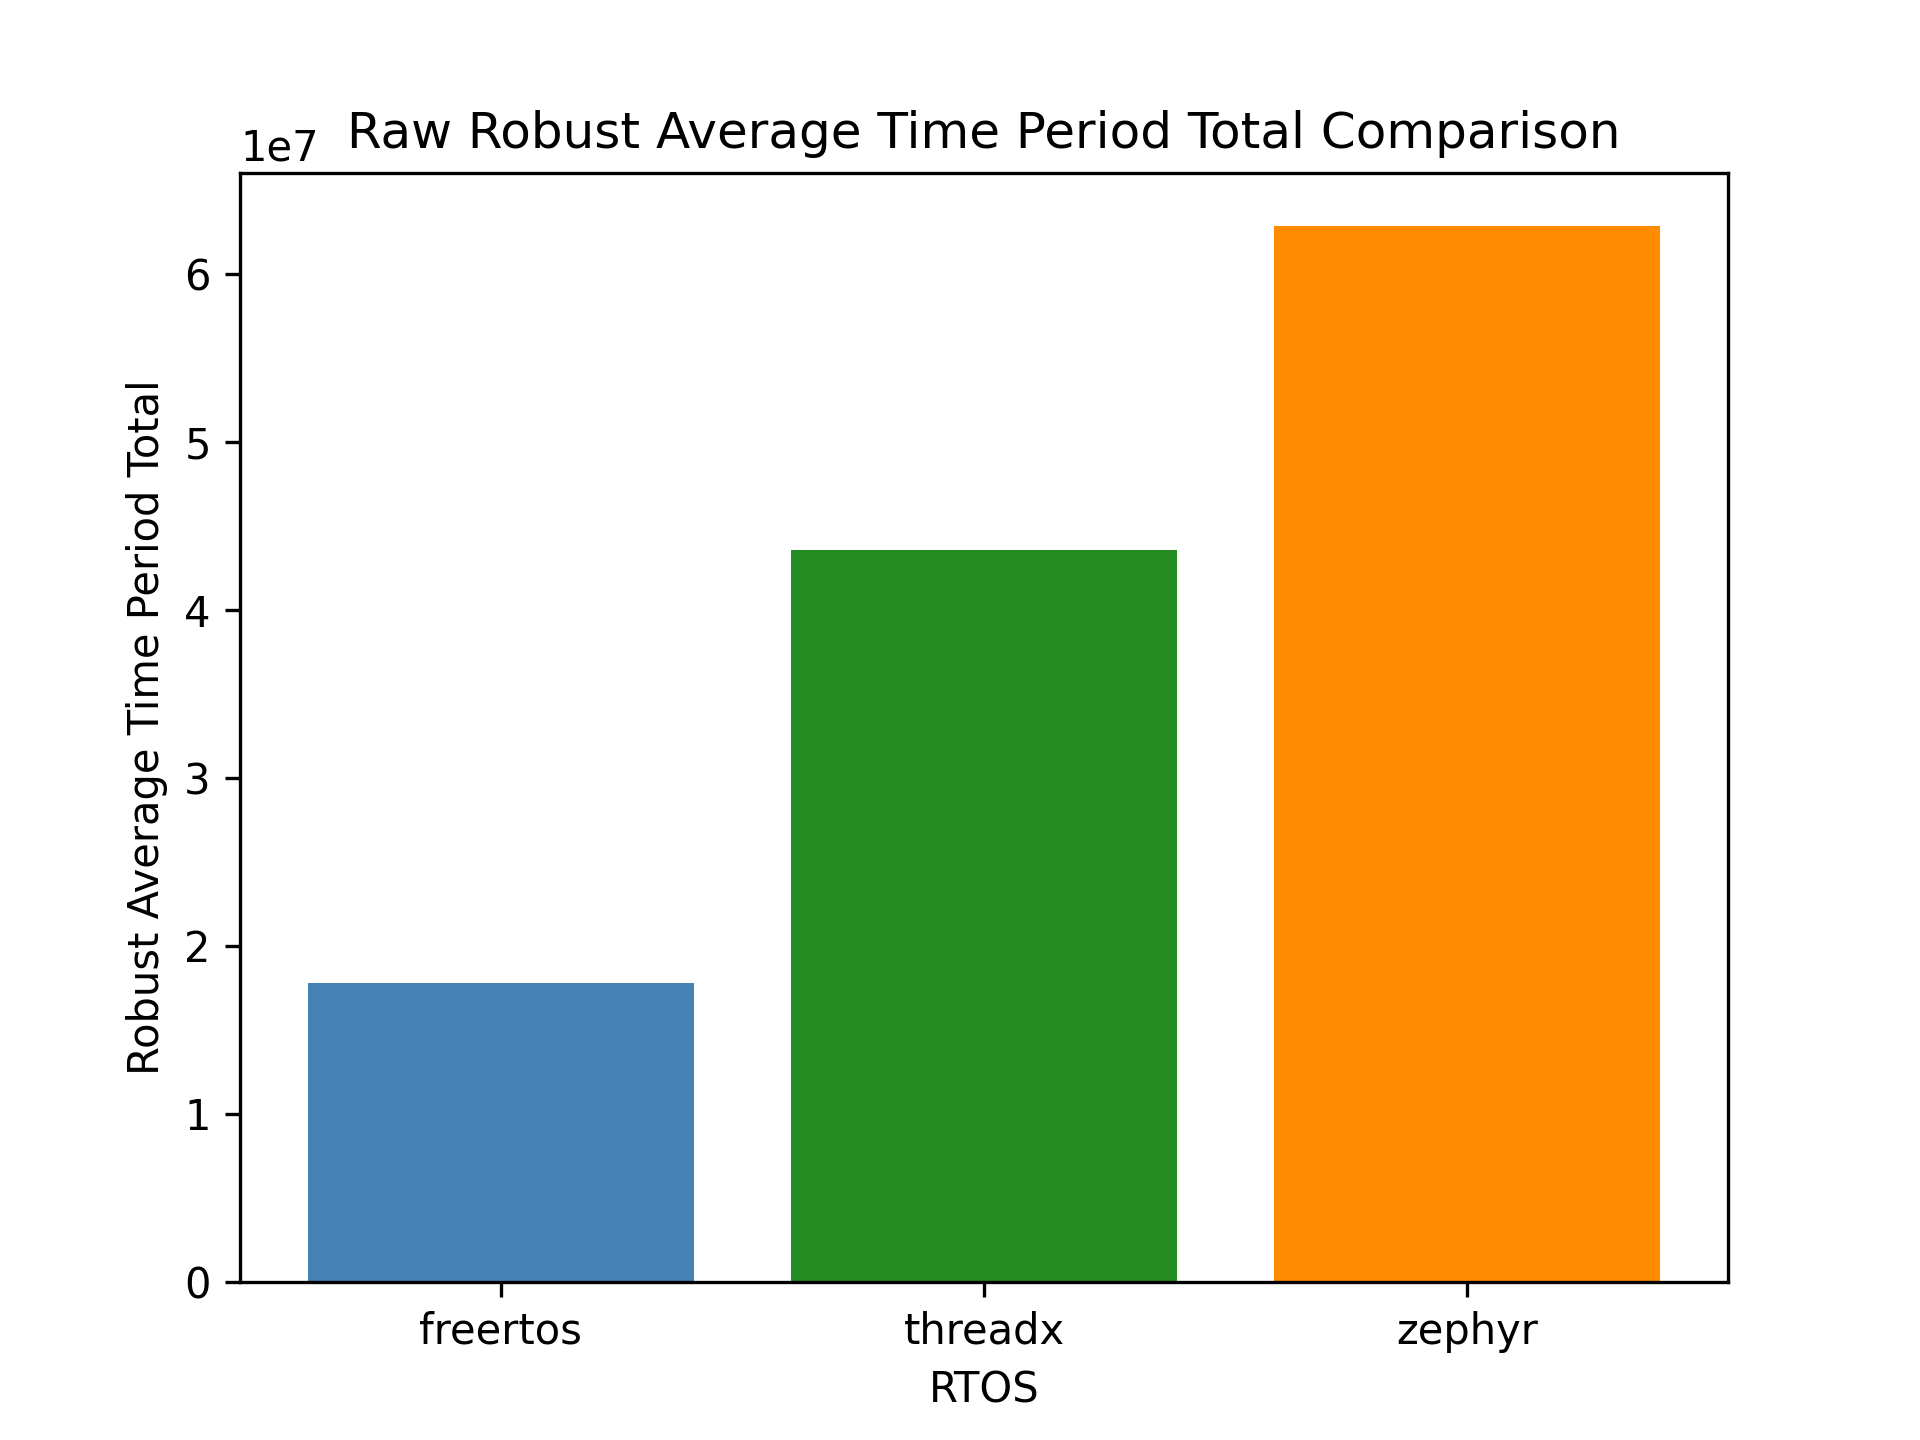 Raw Robust Average Time Period Total Comparison
1e7
6
5
4
3
2
1
0
Robust Average Time Period Total
freertos
threadx
zephyr
RTOS